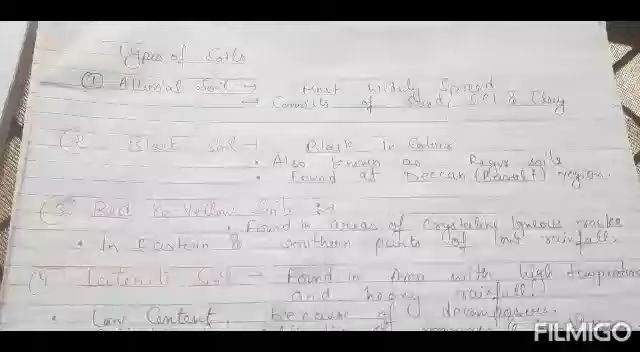 Types of Soils
① Alluvial Soil → Most widely Spread
→ Consists of Sand, silt & Clay
(2 Black Soil → Black in Colour
• Also known as Regur soils
• Found at Deccan (Basalt) region.
(3 Red & Yellow Soils
• Found in areas of crystalline igneous rocks
• In Eastern & southern parts of low rainfall.
(4 Laterite Soil → Found in Area with high temperature
and heavy rainfall.
• Low Content because of decomposers.
FILMIGO